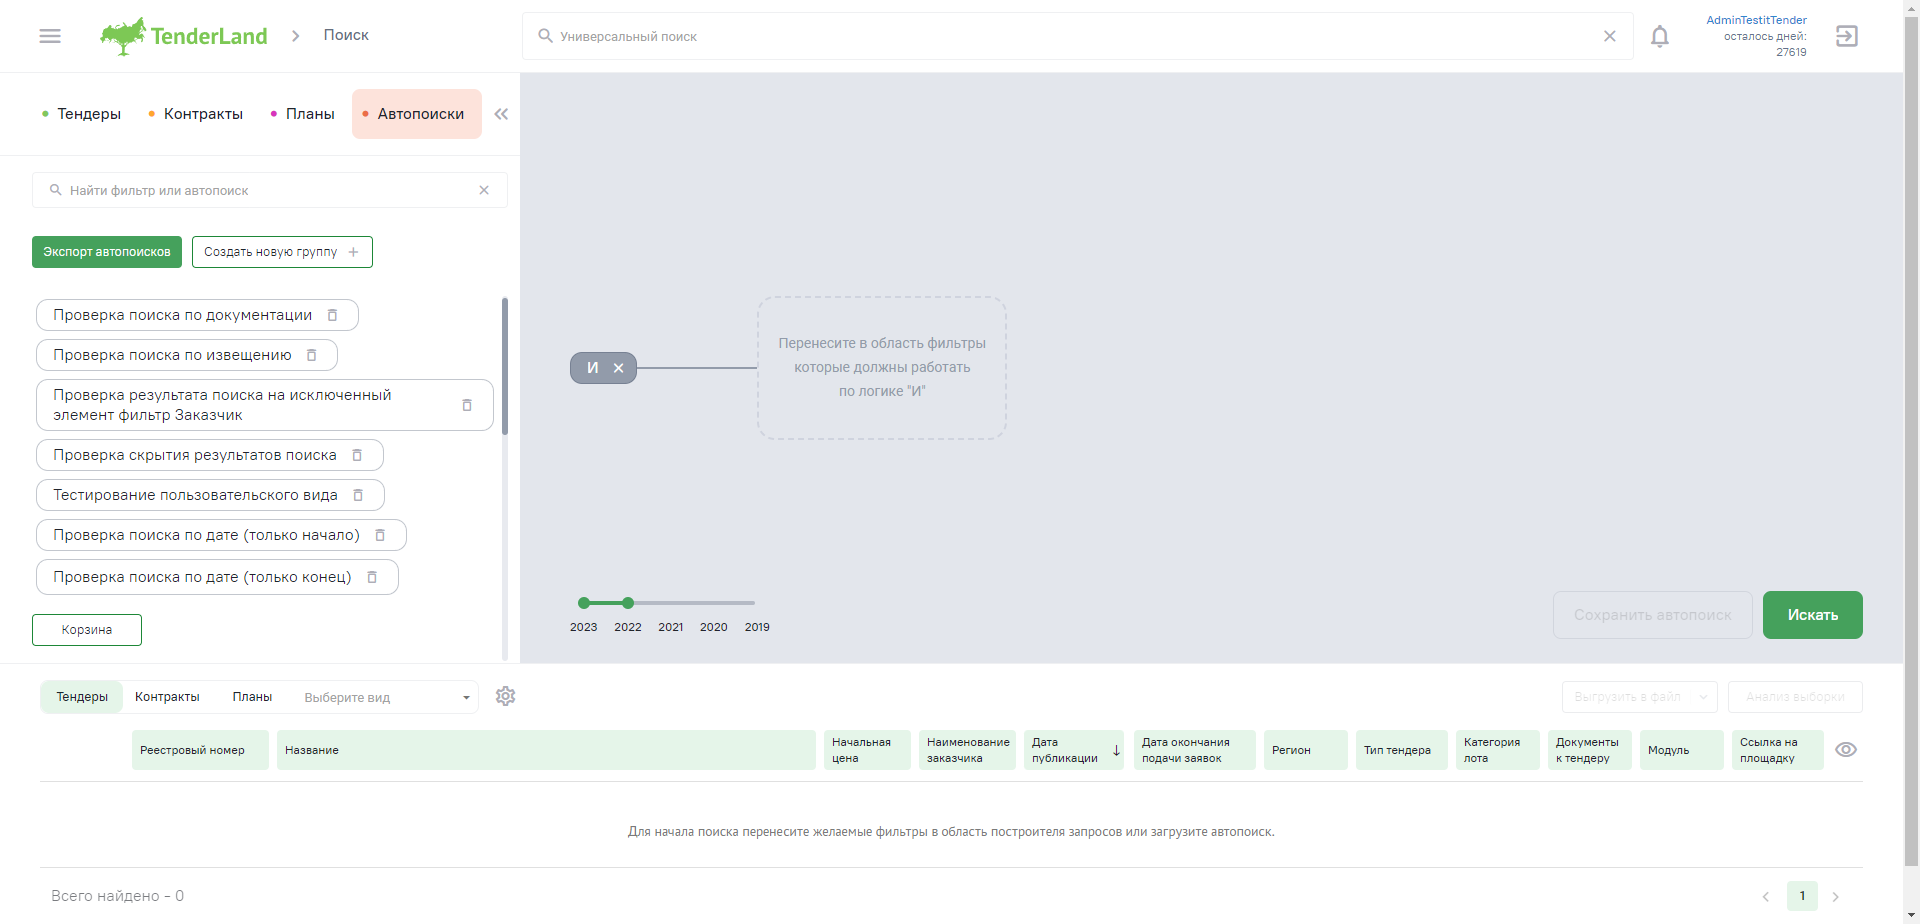 TenderLand
Поиск
Универсальный поиск
AdminTestitTender
осталось дней:
27619
Тендеры
Контракты
Планы
Автопоиски
Найти фильтр или автопоиск
Экспорт автопоисков
Создать новую группу
Проверка поиска по документации
Проверка поиска по извещению
Проверка результата поиска на исключенный
элемент фильтр Заказчик
Проверка скрытия результатов поиска
Тестирование пользовательского вида
Проверка поиска по дате (только начало)
Проверка поиска по дате (только конец)
Корзина
И
Перенесите в область фильтры
которые должны работать
по логике "И"
2023 2022 2021 2020 2019
Сохранить автопоиск
Искать
Тендеры
Контракты
Планы
Выберите вид
Выгрузить в файл
Анализ выборки
Реестровый номер
Название
Начальная
цена
Наименование
заказчика
Дата
публикации
Дата окончания
подачи заявок
Регион
Тип тендера
Категория
лота
Документы
к тендеру
Модуль
Ссылка на
площадку
Для начала поиска перенесите желаемые фильтры в область построителя запросов или загрузите автопоиск.
Всего найдено - 0
1